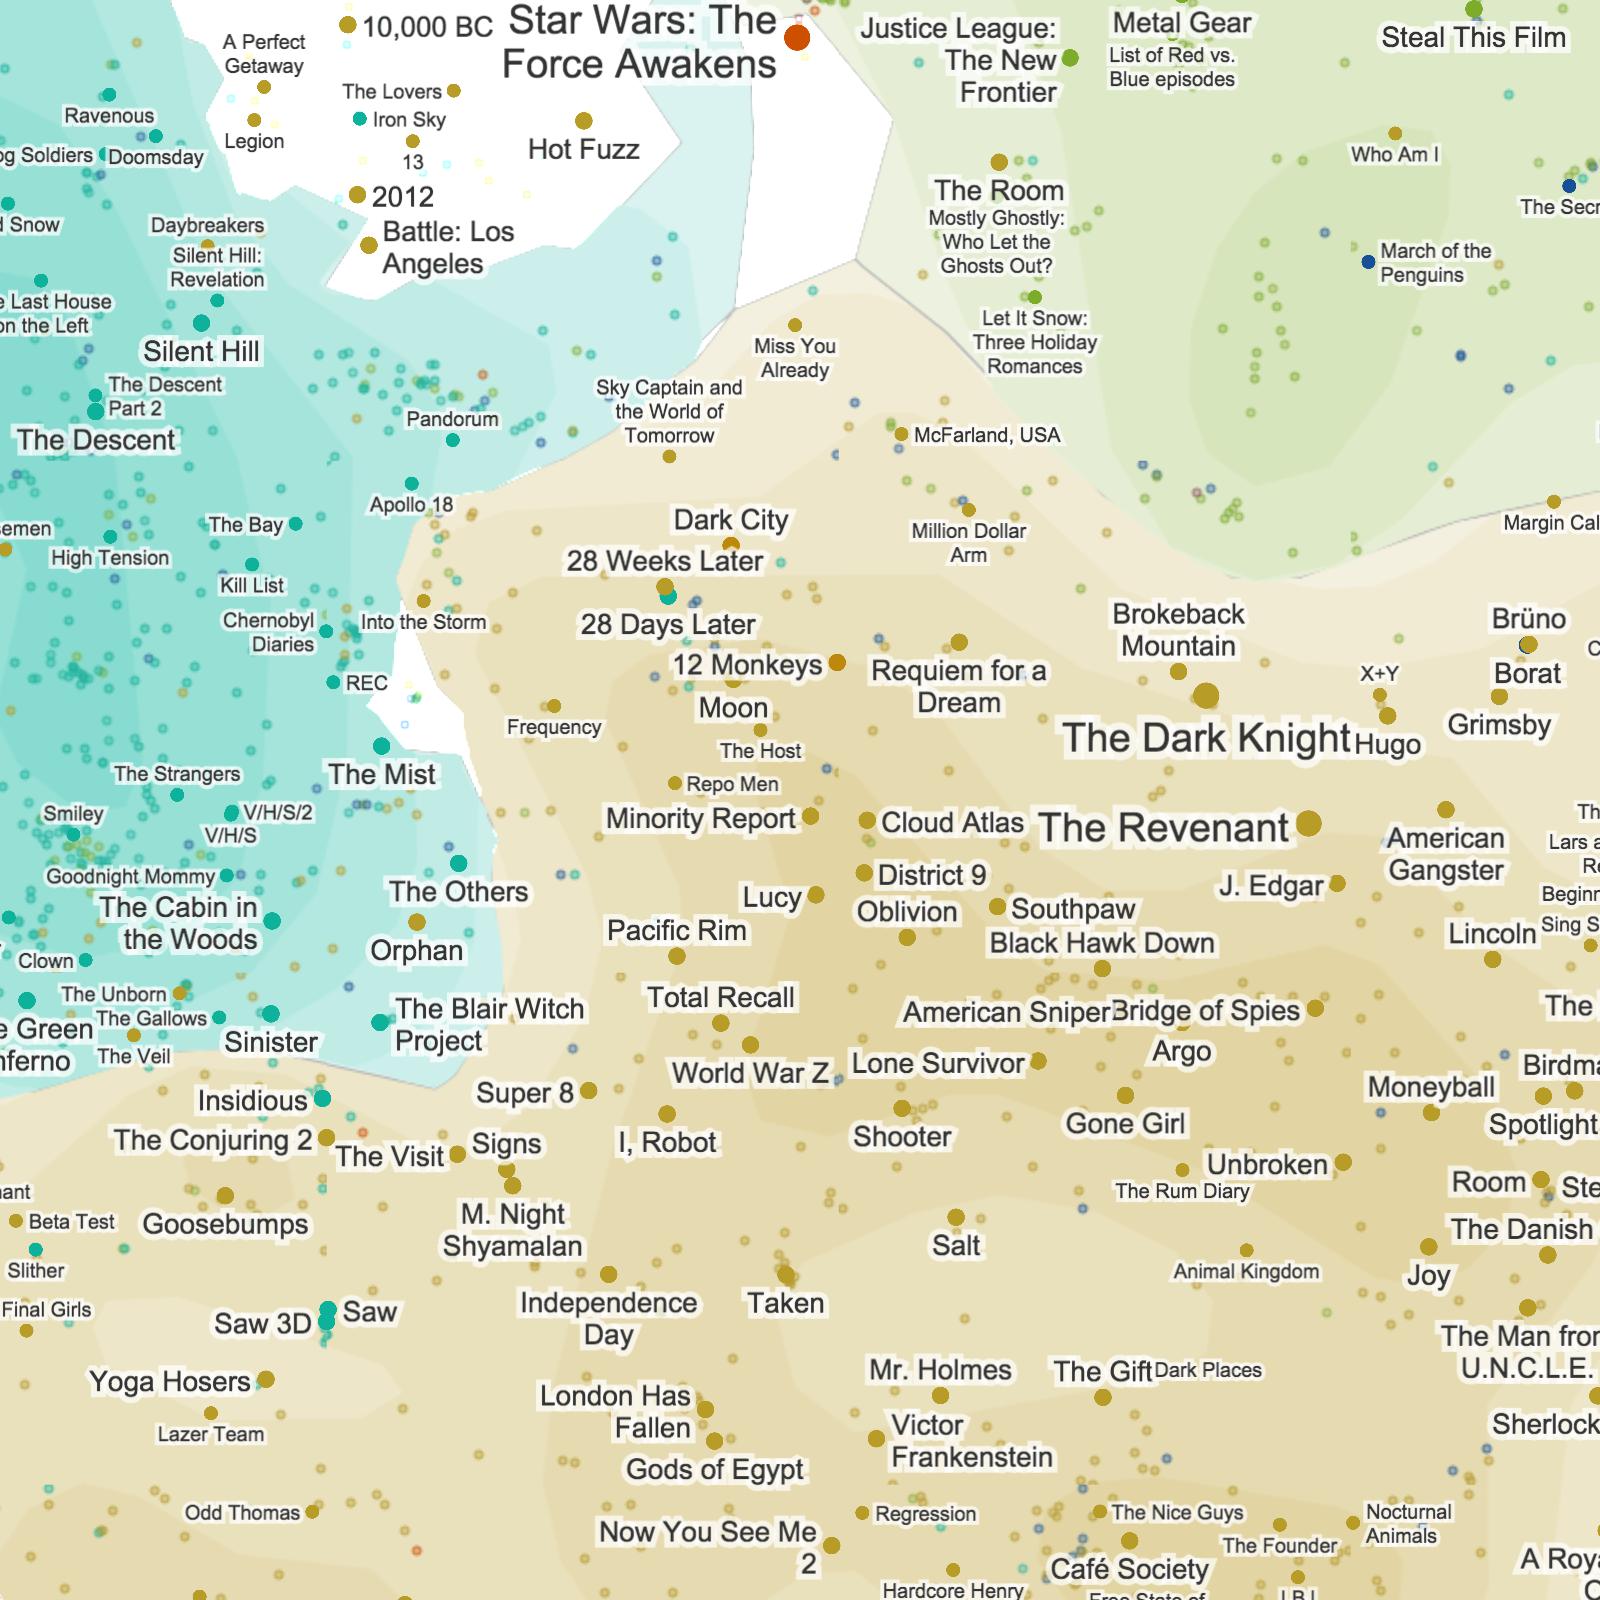 10,000 BC
Star Wars: The
Force Awakens
Justice League:
The New
Frontier
Metal Gear
List of Red vs.
Blue episodes
Steal This Film
A Perfect
Getaway
The Lovers
Iron Sky
Legion
13
Hot Fuzz
Ravenous
Doomsday
Who Am I
2012
The Room
Mostly Ghostly:
Who Let the
Ghosts Out?
Snow
Daybreakers
Battle: Los
Angeles
Silent Hill:
Revelation
March of the
Penguins
Last House
on the Left
Silent Hill
Let It Snow:
Three Holiday
Romances
Miss You
Already
The Descent
Part 2
Sky Captain and
the World of
Tomorrow
Pandorum
The Descent
McFarland, USA
Apollo 18
The Bay
High Tension
Dark City
Million Dollar
Arm
28 Weeks Later
Kill List
Chernobyl
Diaries
Into the Storm
28 Days Later
Brokeback
Mountain
Brüno
REC
12 Monkeys
Requiem for a
Dream
X+Y
Borat
Moon
Frequency
The Host
The Dark Knight
Hugo
Grimsby
The Mist
The Strangers
Repo Men
Smiley
V/H/S/2
V/H/S
Minority Report
Cloud Atlas
The Revenant
American
Gangster
Lars
Goodnight Mommy
The Others
District 9
J. Edgar
Lucy
Oblivion
Southpaw
The Cabin in
the Woods
Orphan
Pacific Rim
Black Hawk Down
Lincoln
Sing
Clown
The Unborn
The Gallows
The Blair Witch
Project
Total Recall
American Sniper
Bridge of Spies
The
Green
The Veil
Sinister
World War Z
Lone Survivor
Argo
Insidious
Super 8
Moneyball
The Conjuring 2
The Visit
Signs
I, Robot
Shooter
Gone Girl
Spotlight
Unbroken
The Rum Diary
Room
Beta Test
Goosebumps
M. Night
Shyamalan
Salt
The Danish
Slither
Animal Kingdom
Joy
Final Girls
Saw 3D
Saw
Independence
Day
Taken
The Man
U.N.C.L.E.
Yoga Hosers
Mr. Holmes
The Gift
Dark Places
London Has
Fallen
Victor
Frankenstein
Sherlock
Lazer Team
Gods of Egypt
Odd Thomas
Regression
The Nice Guys
Nocturnal
Animals
Now You See Me
2
The Founder
Café Society
Hardcore Henry